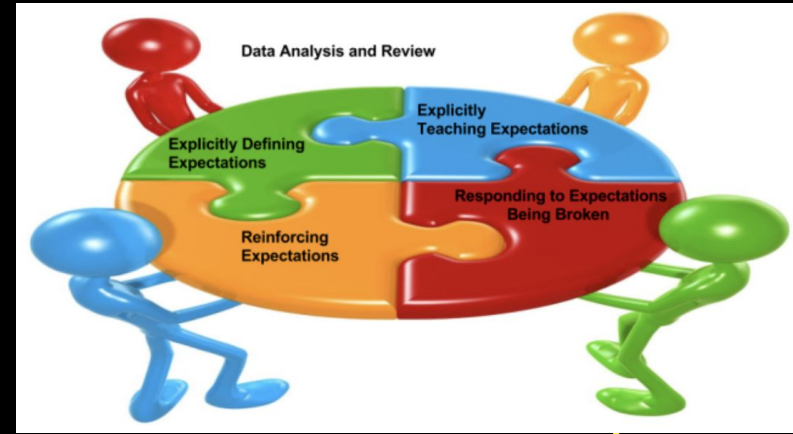 Data Analysis and Review
Explicitly
Teaching Expectations
Explicitly Defining
Expectations
Responding to Expectations
Being Broken
Reinforcing
Expectations